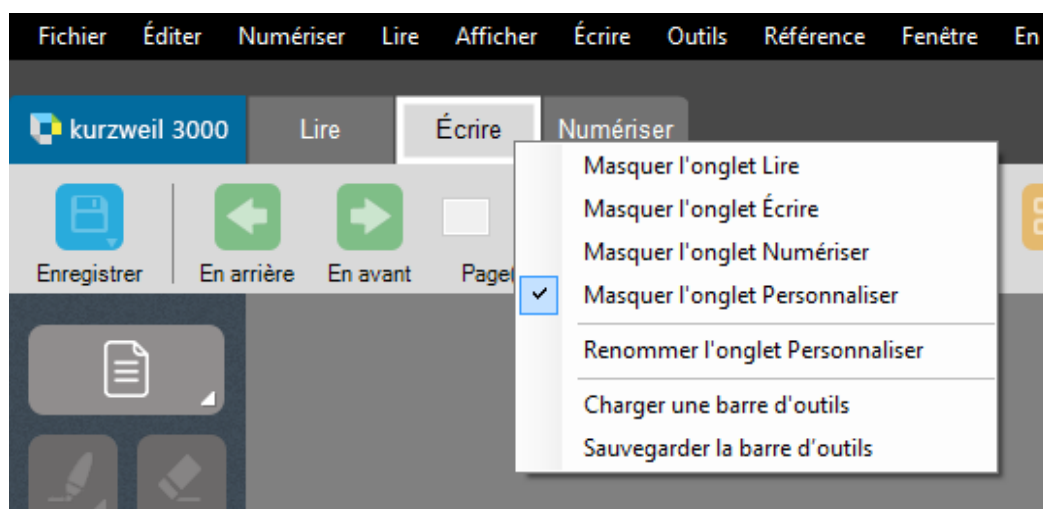 Fichier Éditer Numériser Lire Afficher Écrire Outils Référence Fenêtre En
kurzweil 3000 Lire Écrire Numériser
Masquer l'onglet Lire
Masquer l'onglet Écrire
Masquer l'onglet Numériser
Masquer l'onglet Personnaliser
Renommer l'onglet Personnaliser
Charger une barre d'outils
Sauvegarder la barre d'outils
Enregistrer En arrière En avant Page